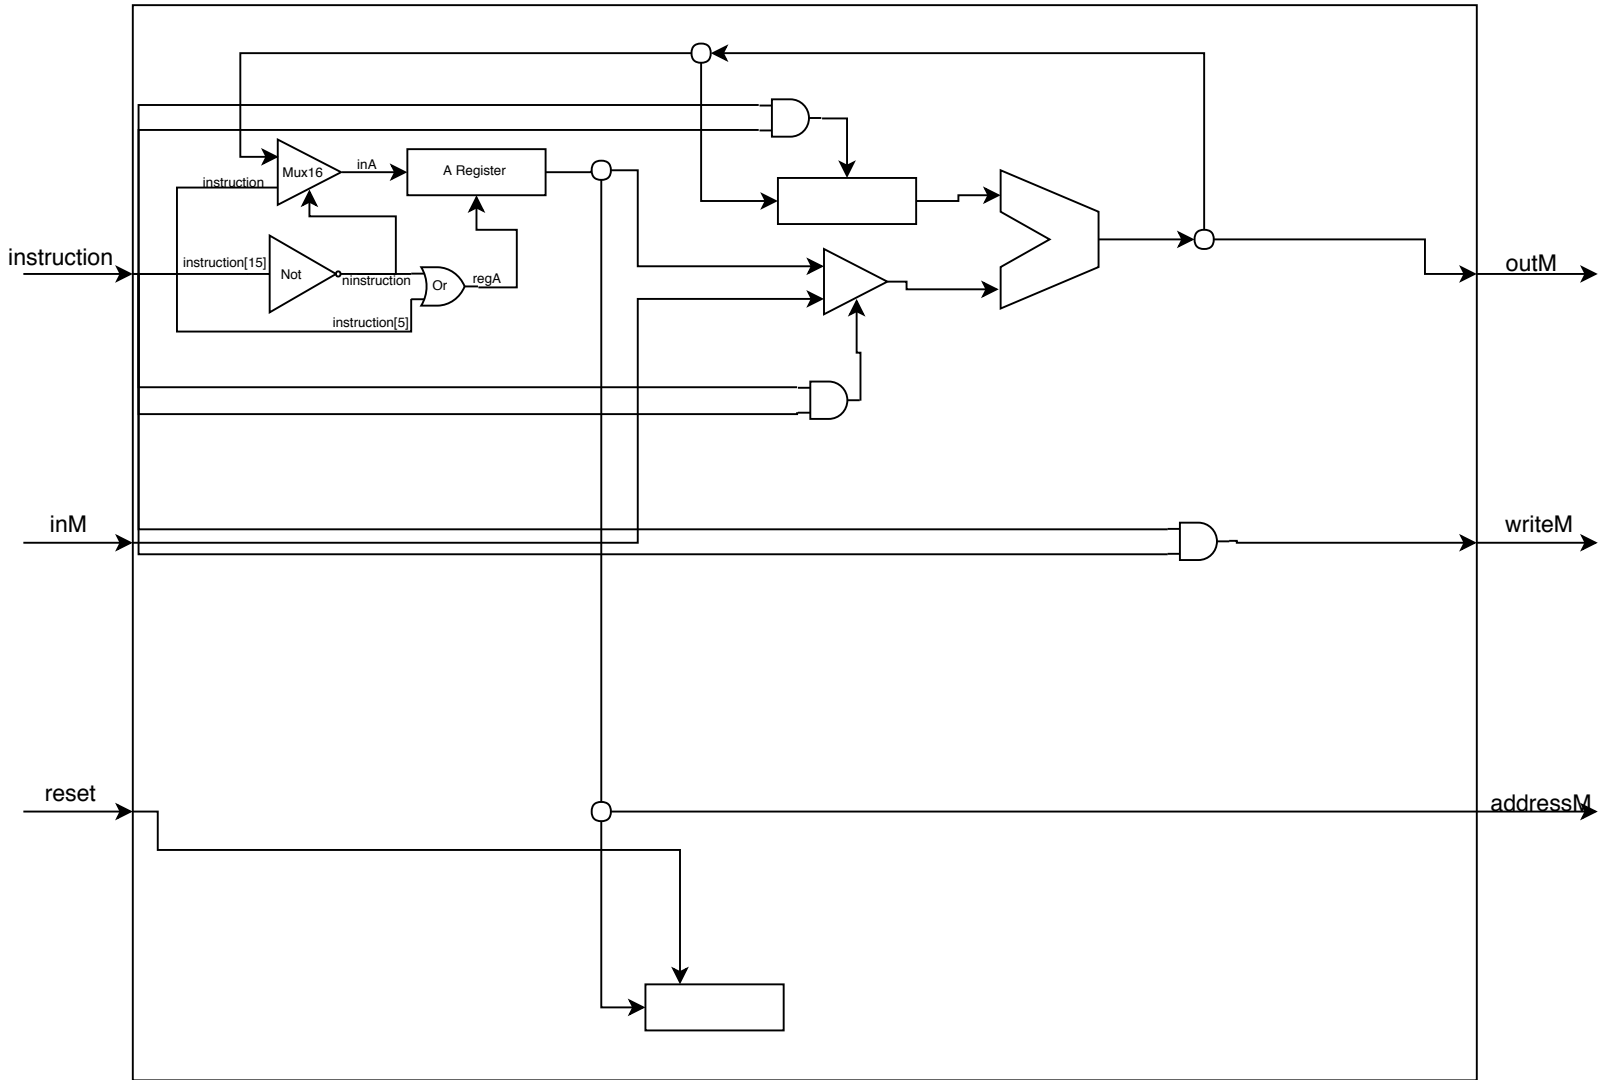 inA
Mux16
A Register
instruction
instruction
instruction[15]
Not
ninstruction
Or
regA
instruction[5]
outM
inM
writeM
reset
addressM